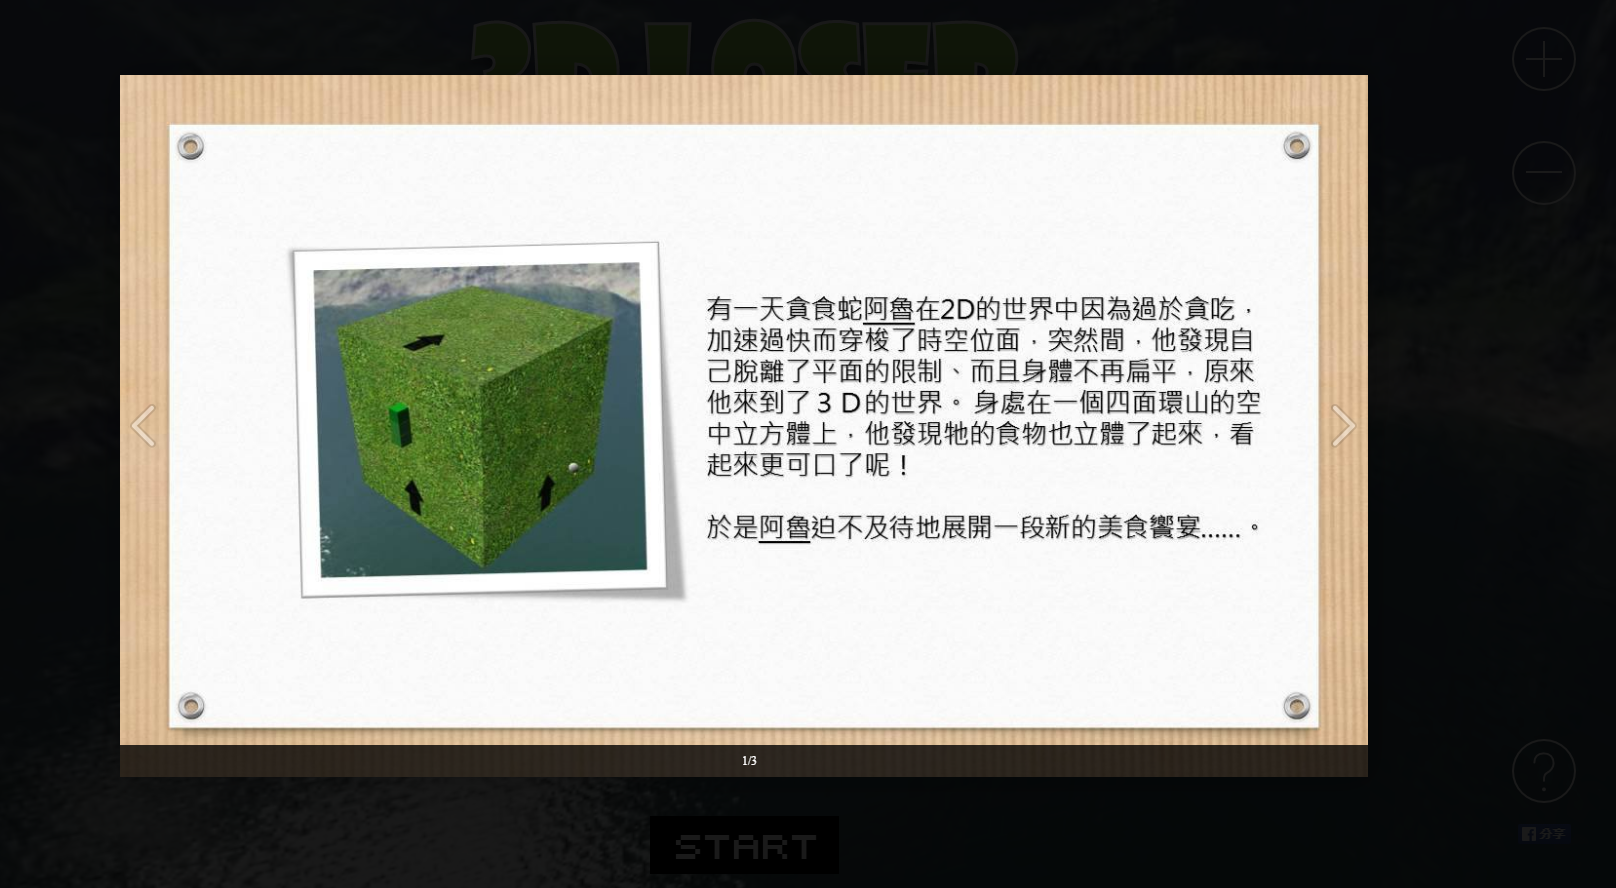 3D LOSER
有一天貪食蛇阿魯在2D的世界中因為過於貪吃，
加速過快而穿梭了時空位面，突然間，他發現自
己脫離了平面的限制、而且身體不再扁平，原來
他來到了３Ｄ的世界。身處在一個四面環山的空
中立方體上，他發現牠的食物也立體了起來，看
起來更可口了呢！
於是阿魯迫不及待地展開一段新的美食饗宴......。
1/3
START
分享